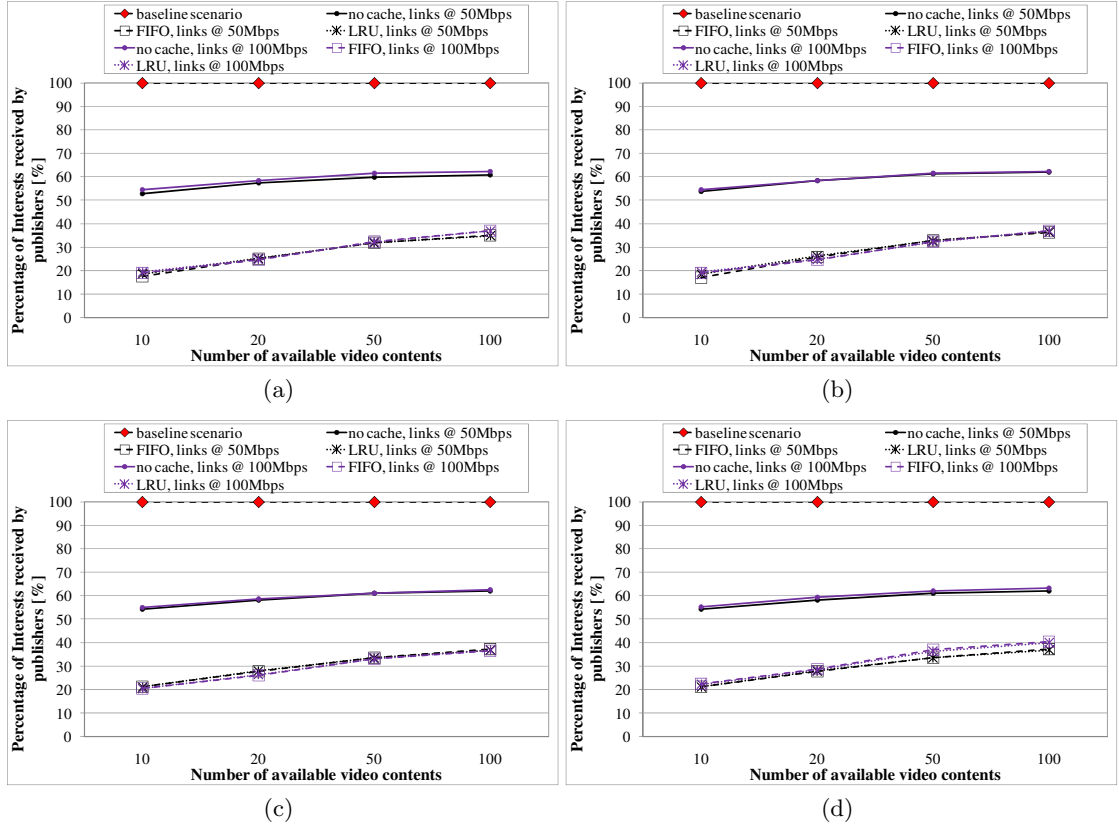 baseline scenario
no cache, links @ 50Mbps
FIFO, links @ 50Mbps
LRU, links @ 50Mbps
no cache, links @ 100Mbps
FIFO, links @ 100Mbps
LRU, links @ 100Mbps
Percentage of Interests received by
publishers [ %]
100
90
80
70
60
50
40
30
20
10
0
10 20 50 100
Number of available video contents
(a)
baseline scenario
no cache, links @ 50Mbps
FIFO, links @ 50Mbps
LRU, links @ 50Mbps
no cache, links @ 100Mbps
FIFO, links @ 100Mbps
LRU, links @ 100Mbps
Percentage of Interests received by
publishers [ %]
100
90
80
70
60
50
40
30
20
10
0
10 20 50 100
Number of available video contents
(b)
baseline scenario
no cache, links @ 50Mbps
FIFO, links @ 50Mbps
LRU, links @ 50Mbps
no cache, links @ 100Mbps
FIFO, links @ 100Mbps
LRU, links @ 100Mbps
Percentage of Interests received by
publishers [ %]
100
90
80
70
60
50
40
30
20
10
0
10 20 50 100
Number of available video contents
(c)
baseline scenario
no cache, links @ 50Mbps
FIFO, links @ 50Mbps
LRU, links @ 50Mbps
no cache, links @ 100Mbps
FIFO, links @ 100Mbps
LRU, links @ 100Mbps
Percentage of Interests received by
publishers [ %]
100
90
80
70
60
50
40
30
20
10
0
10 20 50 100
Number of available video contents
(d)